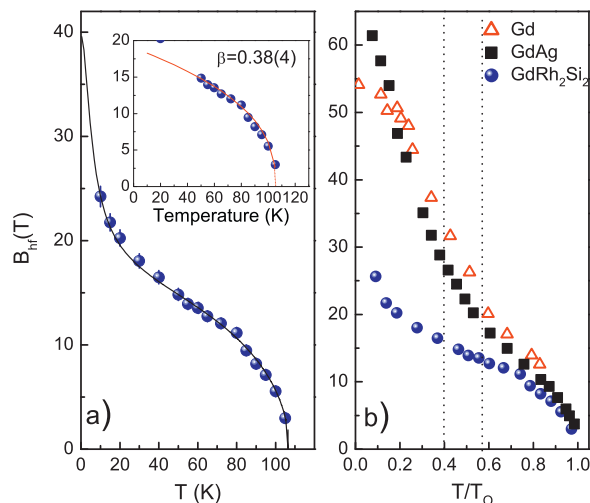 40
30
20
10
0
B_hf(T)
0 20 40 60 80 100
T (K)
a)
20
15
10
5
0
0 20 40 60 80 100 120
Temperature (K)
β=0.38(4)
60
50
40
30
20
10
0
0.0 0.2 0.4 0.6 0.8 1.0
T/T_O
b)
Gd
GdAg
GdRh₂Si₂